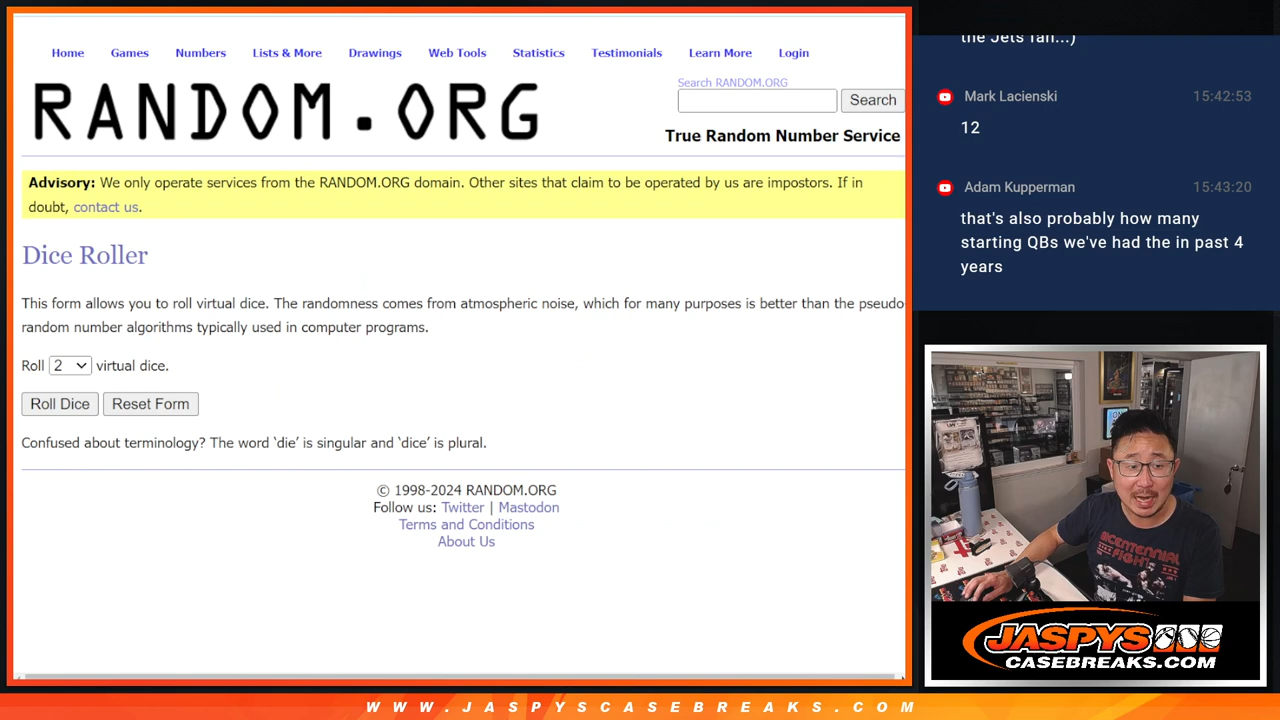 Home Games Numbers Lists & More Drawings Web Tools Statistics Testimonials Learn More Login
RANDOM.ORG
Search RANDOM.ORG
Search
True Random Number Service
Advisory: We only operate services from the RANDOM.ORG domain. Other sites that claim to be operated by us are impostors. If in
doubt, contact us.
Dice Roller
This form allows you to roll virtual dice. The randomness comes from atmospheric noise, which for many purposes is better than the pseudo-
random number algorithms typically used in computer programs.
Roll 2 virtual dice.
Roll Dice Reset Form
Confused about terminology? The word ‘die’ is singular and ‘dice’ is plural.
© 1998-2024 RANDOM.ORG
Follow us: Twitter | Mastodon
Terms and Conditions
About Us
the Jets fan...)
Mark Lacienski 15:42:53
12
Adam Kupperman 15:43:20
that's also probably how many
starting QBs we've had the in past 4
years
BICENTENNIAL
FIGHT
JASPYS
CASEBREAKS.COM
WWW.JASPYSCASEBREAKS.COM